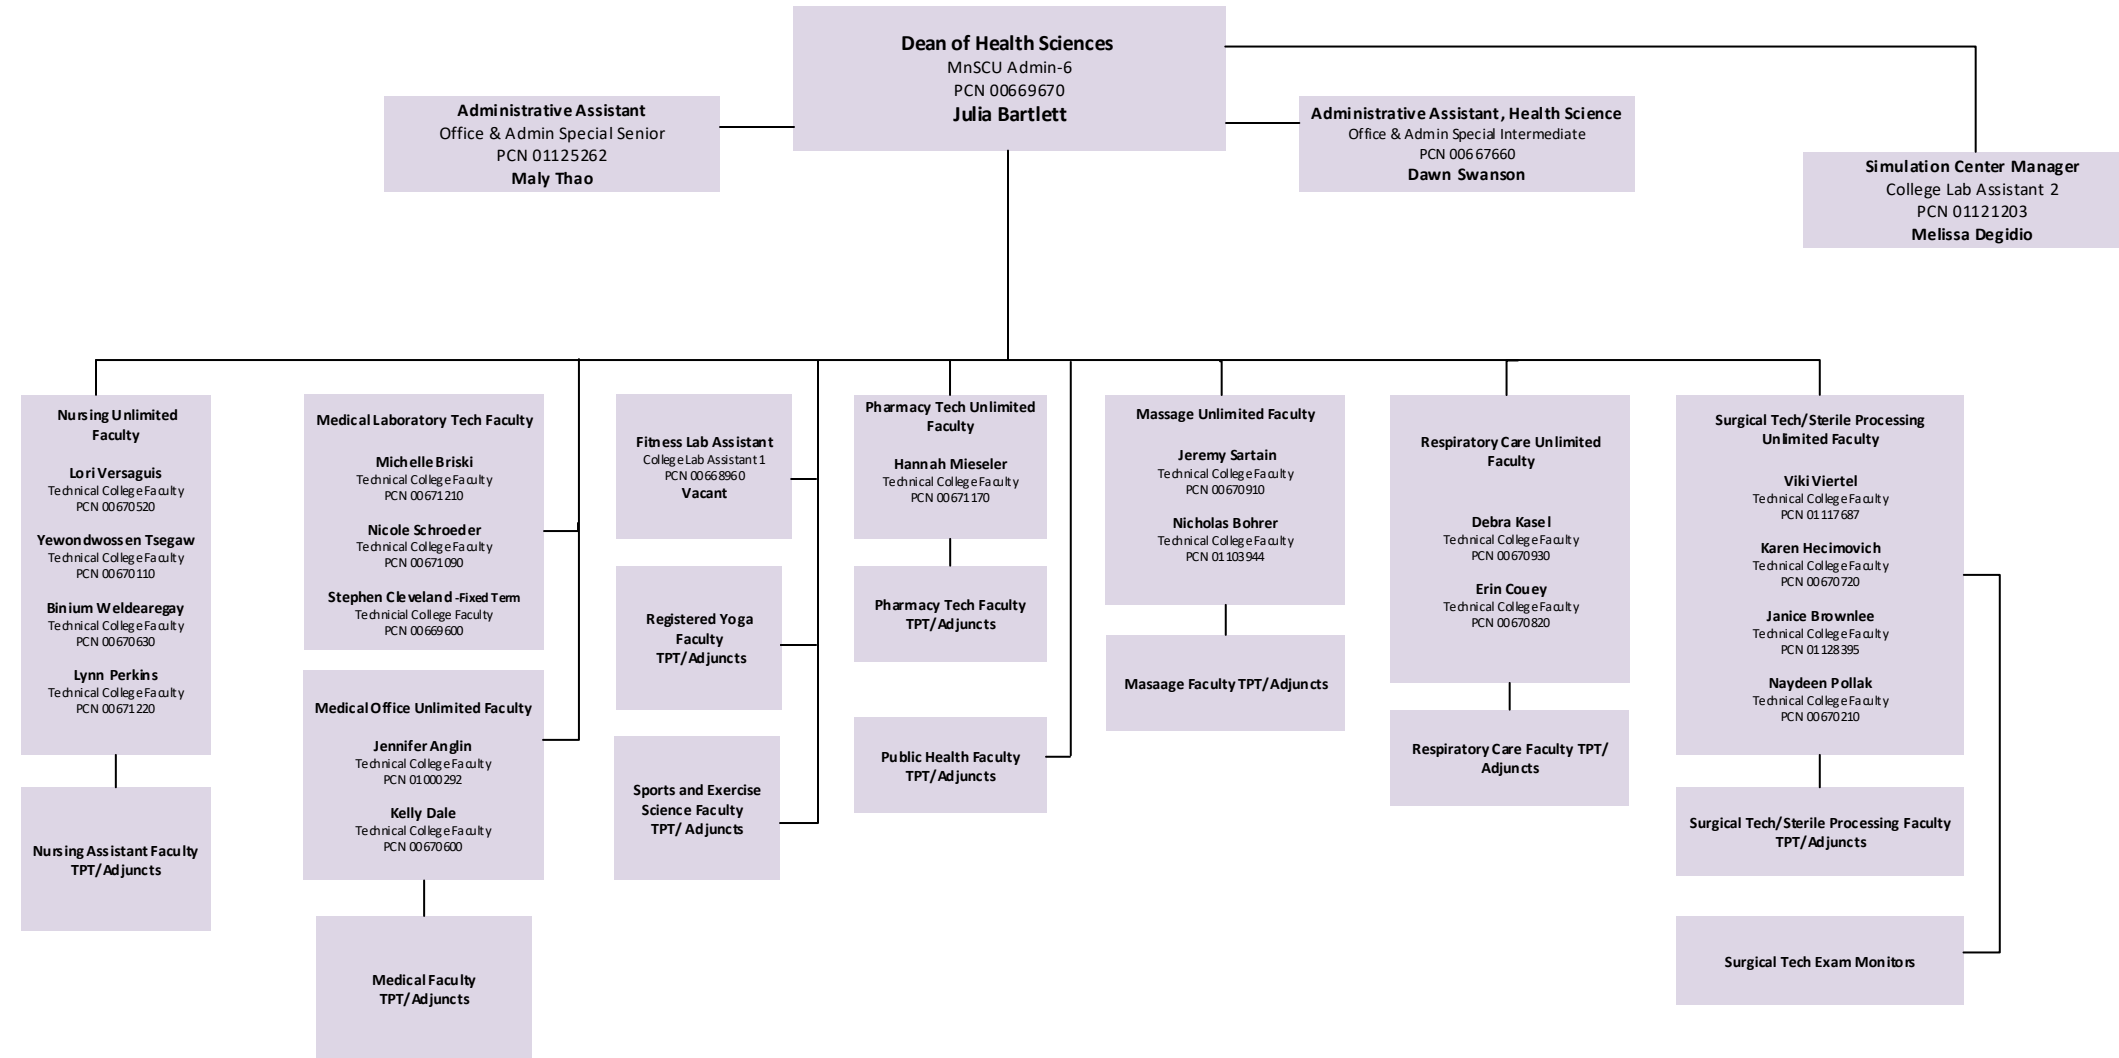 Dean of Health Sciences
MnSCU Admin-6
PCN 00669670
Julia Bartlett
Administrative Assistant
Office & Admin Special Senior
PCN 01125262
Maly Thao
Administrative Assistant, Health Science
Office & Admin Special Intermediate
PCN 00667660
Dawn Swanson
Simulation Center Manager
College Lab Assistant 2
PCN 01121203
Melissa Degidio
Nursing Unlimited
Faculty
Lori Versaguis
Technical College Faculty
PCN 00670520
Yewondwossen Tsegaw
Technical College Faculty
PCN 00670110
Binium Weldearegay
Technical College Faculty
PCN 00670630
Lynn Perkins
Technical College Faculty
PCN 00671220
Nursing Assistant Faculty
TPT/Adjuncts
Medical Laboratory Tech Faculty
Michelle Briski
Technical College Faculty
PCN 00671210
Nicole Schroeder
Technical College Faculty
PCN 00671090
Stephen Cleveland -Fixed Term
Technicial College Faculty
PCN 00669600
Medical Office Unlimited Faculty
Jennifer Anglin
Technical College Faculty
PCN 01000292
Kelly Dale
Technical College Faculty
PCN 00670600
Medical Faculty
TPT/Adjuncts
Fitness Lab Assistant
College Lab Assistant 1
PCN 00668960
Vacant
Registered Yoga
Faculty
TPT/Adjuncts
Sports and Exercise
Science Faculty
TPT/ Adjuncts
Pharmacy Tech Unlimited
Faculty
Hannah Mieseler
Technical College Faculty
PCN 00671170
Pharmacy Tech Faculty
TPT/Adjuncts
Public Health Faculty
TPT/Adjuncts
Massage Unlimited Faculty
Jeremy Sartain
Technical College Faculty
PCN 00670910
Nicholas Bohrer
Technical College Faculty
PCN 01103944
Masaage Faculty TPT/Adjuncts
Respiratory Care Unlimited
Faculty
Debra Kasel
Technical College Faculty
PCN 00670930
Erin Couey
Technical College Faculty
PCN 00670820
Respiratory Care Faculty TPT/
Adjuncts
Surgical Tech/Sterile Processing
Unlimited Faculty
Viki Viertel
Technical College Faculty
PCN 01117687
Karen Hecimovich
Technical College Faculty
PCN 00670720
Janice Brownlee
Technical College Faculty
PCN 01128395
Naydeen Pollak
Technical College Faculty
PCN 00670210
Surgical Tech/Sterile Processing Faculty
TPT/Adjuncts
Surgical Tech Exam Monitors